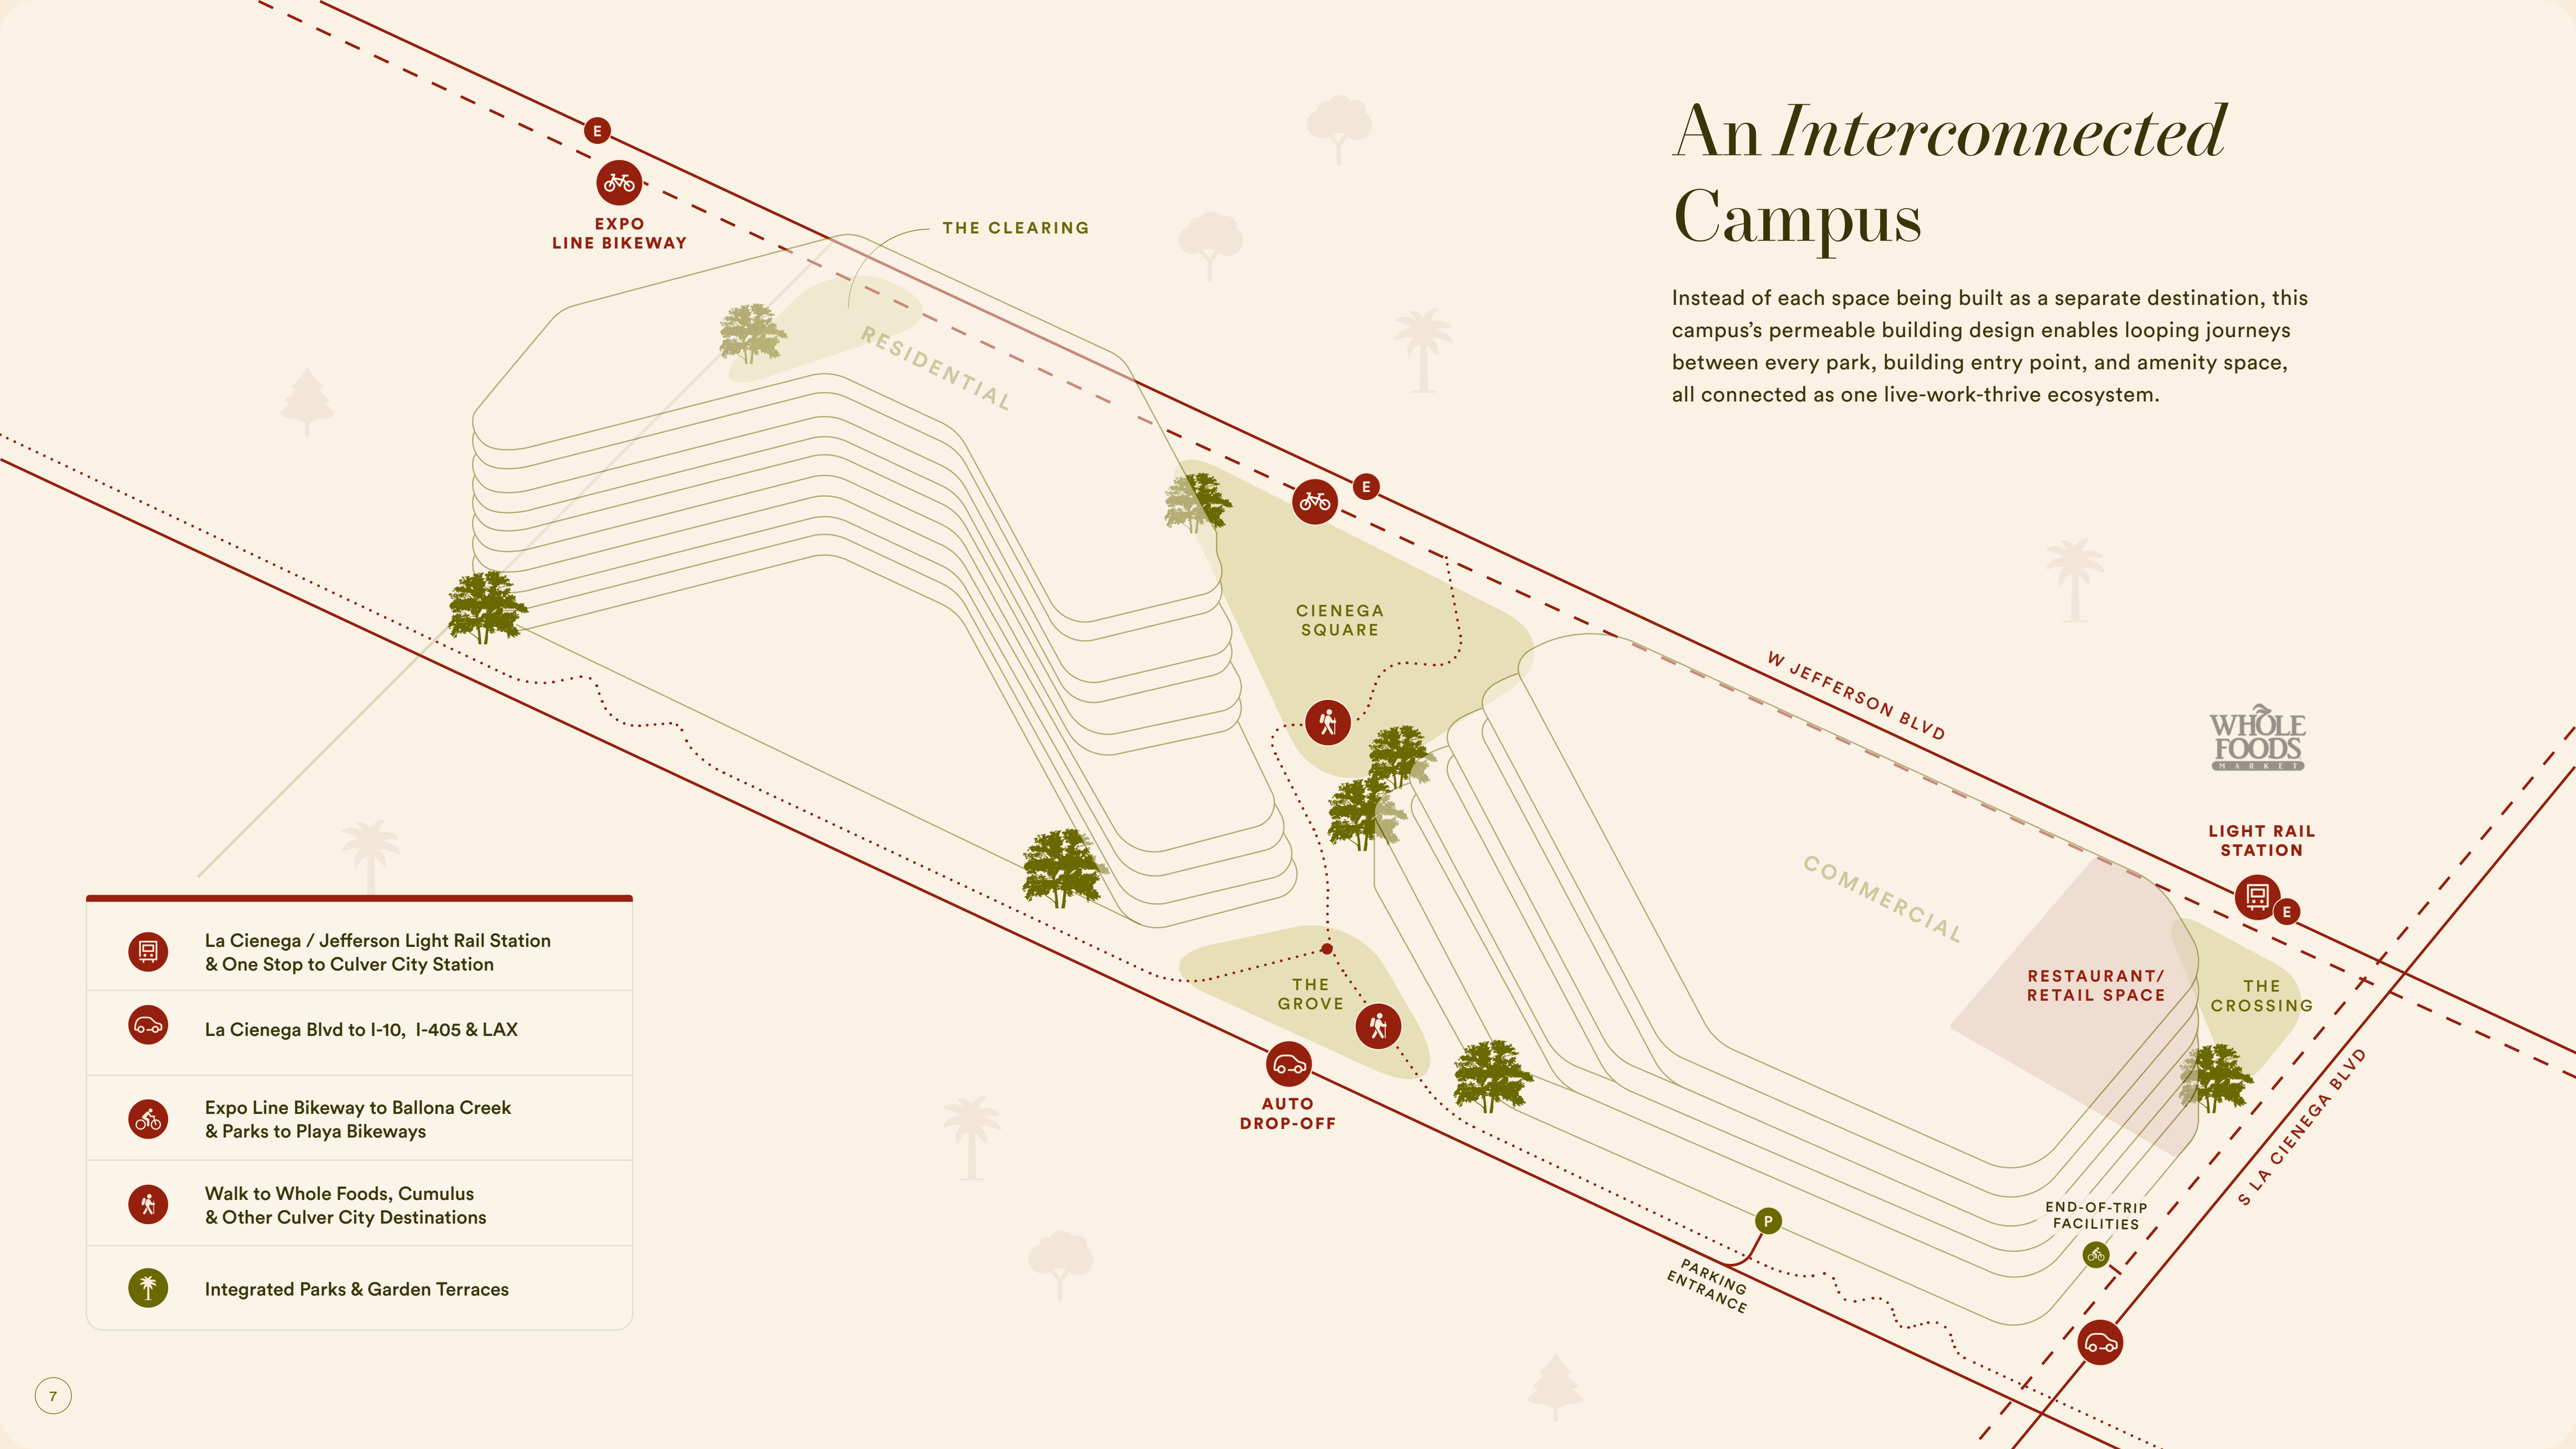 An Interconnected
Campus
Instead of each space being built as a separate destination, this
campus’s permeable building design enables looping journeys
between every park, building entry point, and amenity space,
all connected as one live-work-thrive ecosystem.
E
EXPO
LINE BIKEWAY
THE CLEARING
RESIDENTIAL
E
CIENEGA
SQUARE
W JEFFERSON BLVD
WHOLE
FOODS
MARKET
LIGHT RAIL
STATION
E
COMMERCIAL
RESTAURANT/
RETAIL SPACE
THE
CROSSING
THE
GROVE
AUTO
DROP-OFF
S LA CIENEGA BLVD
END-OF-TRIP
FACILITIES
P
PARKING
ENTRANCE
La Cienega / Jefferson Light Rail Station
& One Stop to Culver City Station
La Cienega Blvd to I-10, I-405 & LAX
Expo Line Bikeway to Ballona Creek
& Parks to Playa Bikeways
Walk to Whole Foods, Cumulus
& Other Culver City Destinations
Integrated Parks & Garden Terraces
7